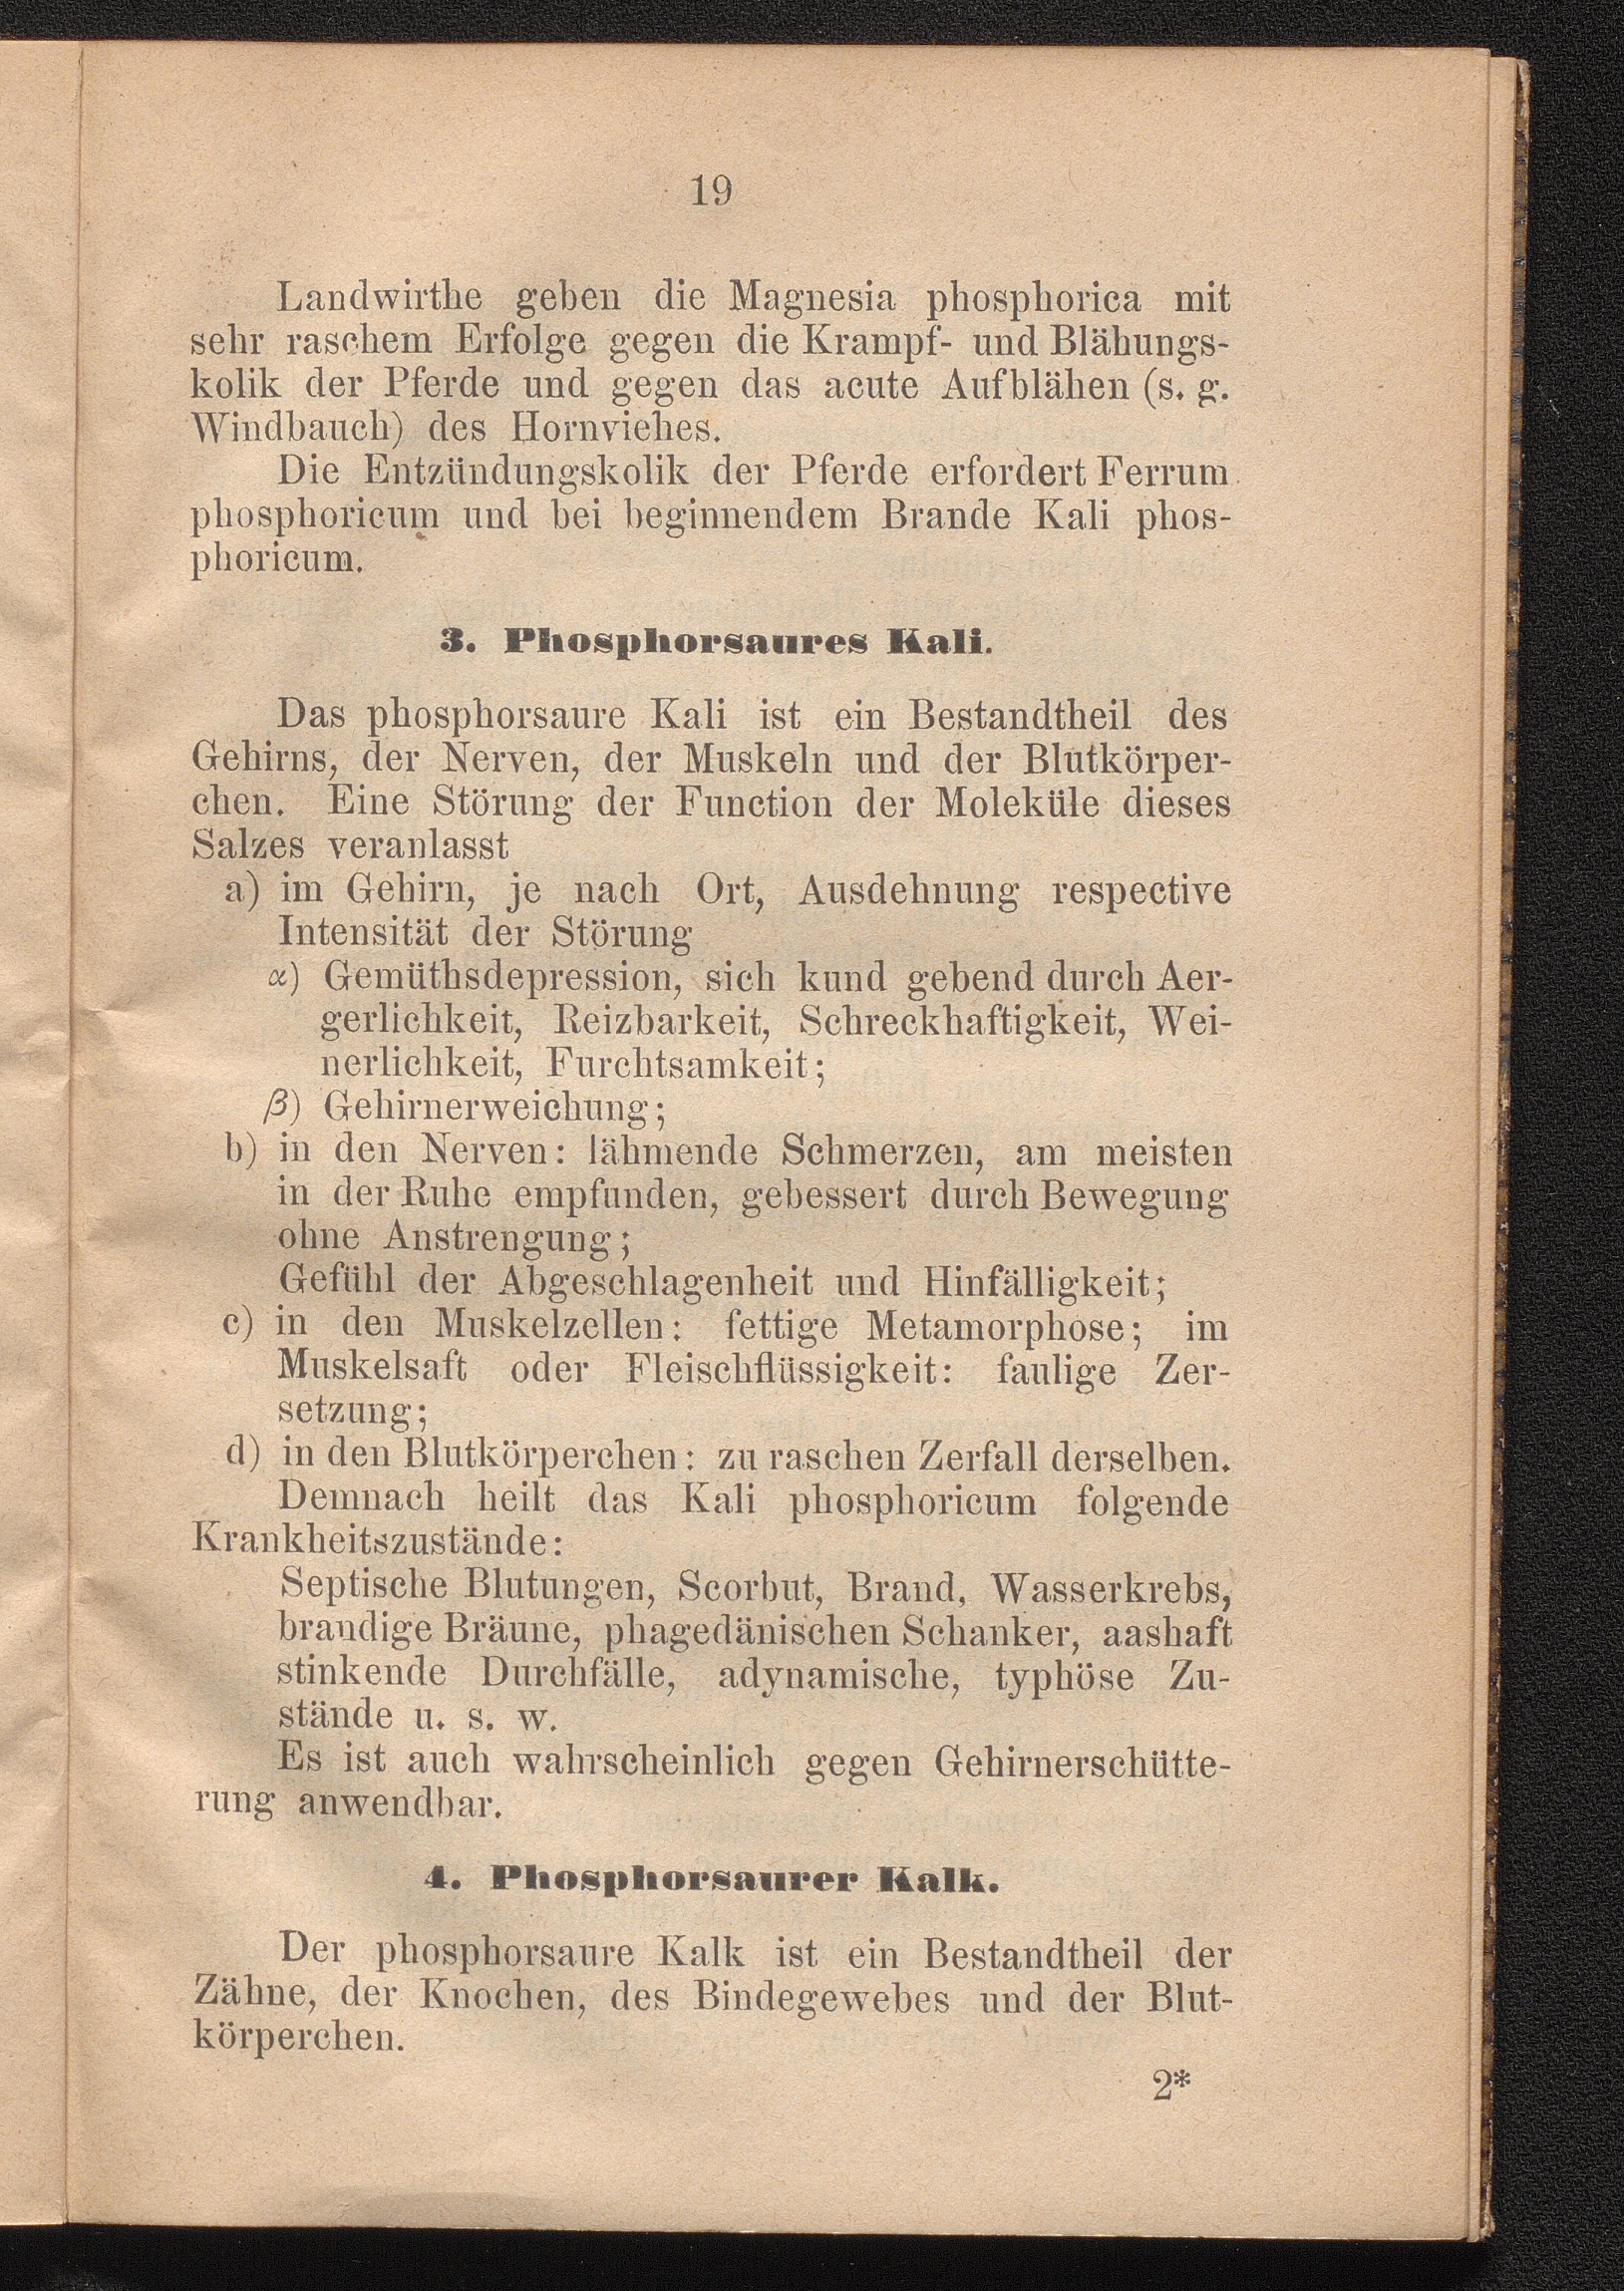 19
Landwirthe geben die Magnesia phosphorica mit
sehr raschem Erfolge gegen die Krampf- und Blähungs-
kolik der Pferde und gegen das acute Aufblähen (s. g.
Windbauch) des Hornviehes.
Die Entzündungskolik der Pferde erfordert Ferrum
phosphoricum und bei beginnendem Brande Kali phos-
phoricum.
3. Phosphorsaures Kali.
Das phosphorsaure Kali ist ein Bestandtheil des
Gehirns, der Nerven, der Muskeln und der Blutkörper-
chen. Eine Störung der Function der Moleküle dieses
Salzes veranlasst
a) im Gehirn, je nach Ort, Ausdehnung respective
Intensität der Störung
α) Gemüthsdepression, sich kund gebend durch Aer-
gerlichkeit, Reizbarkeit, Schreckhaftigkeit, Wei-
nerlichkeit, Furchtsamkeit;
β) Gehirnerweichung;
b) in den Nerven: lähmende Schmerzen, am meisten
in der Ruhe empfunden, gebessert durch Bewegung
ohne Anstrengung;
Gefühl der Abgeschlagenheit und Hinfälligkeit;
c) in den Muskelzellen: fettige Metamorphose; im
Muskelsaft oder Fleischflüssigkeit: faulige Zer-
setzung;
d) in den Blutkörperchen: zu raschen Zerfall derselben.
Demnach heilt das Kali phosphoricum folgende
Krankheitszustände:
Septische Blutungen, Scorbut, Brand, Wasserkrebs,
brandige Bräune, phagedänischen Schanker, aashaft
stinkende Durchfälle, adynamische, typhöse Zu-
stände u. s. w.
Es ist auch wahrscheinlich gegen Gehirnerschütte-
rung anwendbar.
4. Phosphorsaurer Kalk.
Der phosphorsaure Kalk ist ein Bestandtheil der
Zähne, der Knochen, des Bindegewebes und der Blut-
körperchen.
2*